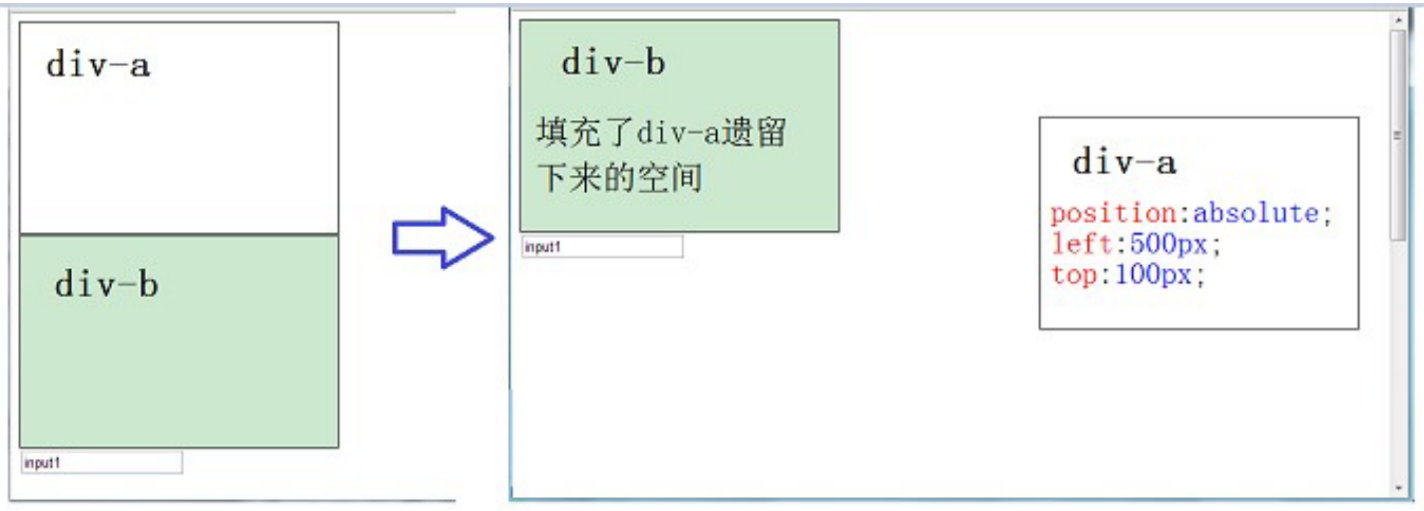 div-a
div-b
input1
div-b
填充了div-a遗留
下来的空间
input1
div-a
position:absolute;
left:500px;
top:100px;